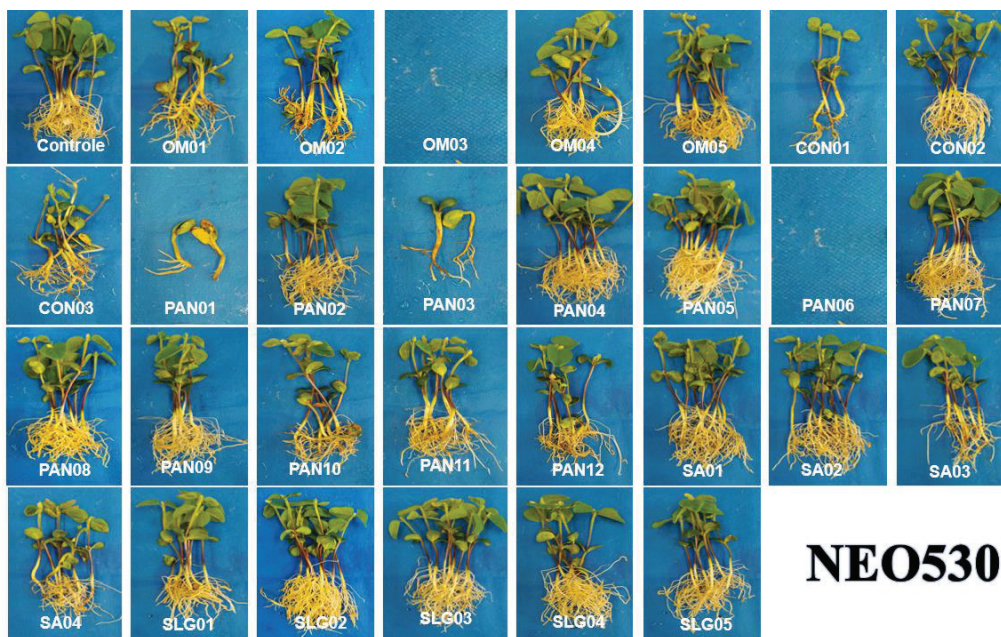 Controle
OM01
OM02
OM03
OM04
OM05
CON01
CON02
CON03
PAN01
PAN02
PAN03
PAN04
PAN05
PAN06
PAN07
PAN08
PAN09
PAN10
PAN11
PAN12
SA01
SA02
SA03
SA04
SLG01
SLG02
SLG03
SLG04
SLG05
NEO530